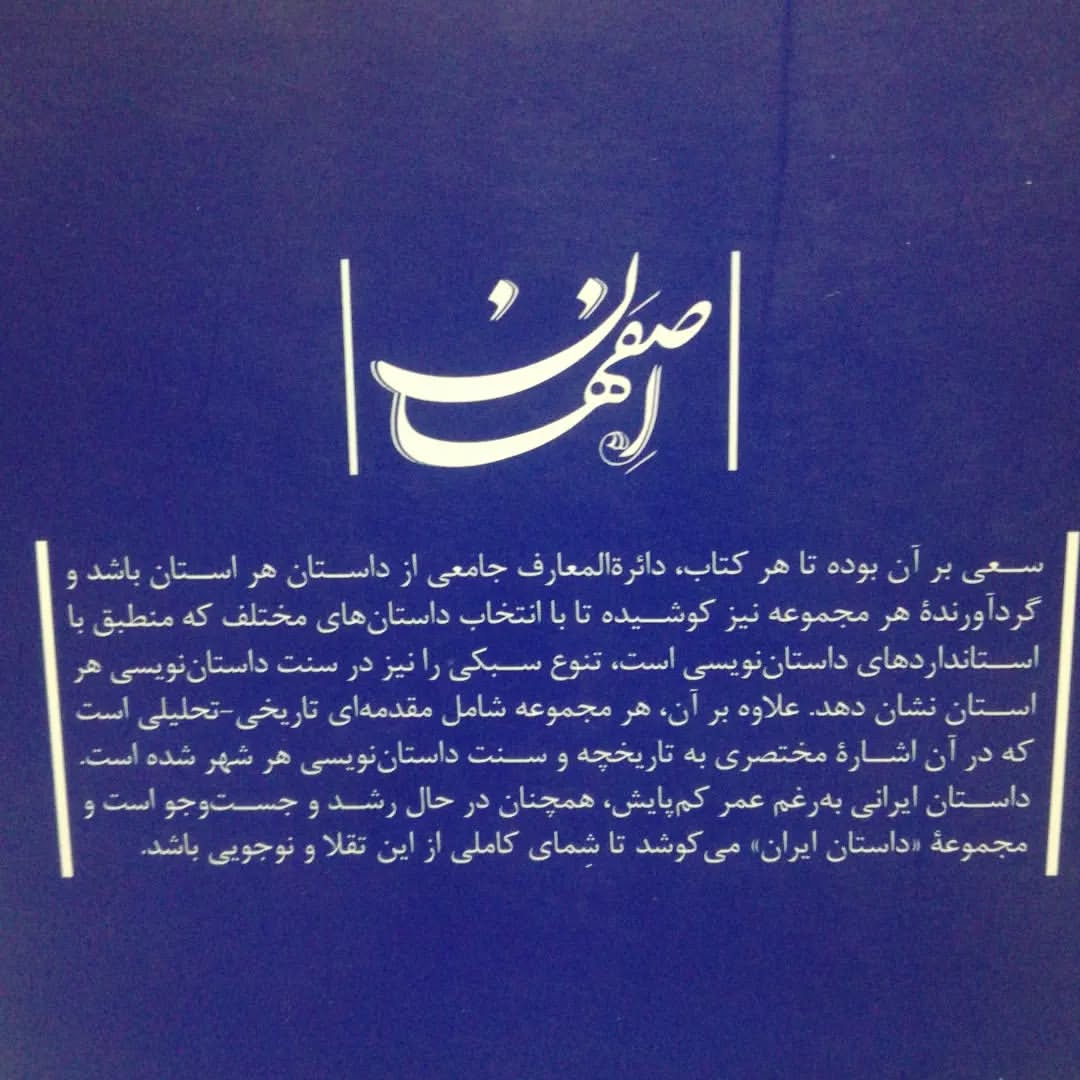 اصفهان
سعی بر آن بوده تا هر کتاب، دائرةالمعارف جامعی از داستان هر استان باشد و
گردآورندهٔ هر مجموعه نیز کوشیده تا با انتخاب داستان‌های مختلف که منطبق با
استانداردهای داستان‌نویسی است، تنوع سبکی را نیز در سنت داستان‌نویسی هر
استان نشان دهد. علاوه بر آن، هر مجموعه شامل مقدمه‌ای تاریخی-تحلیلی است
که در آن اشارهٔ مختصری به تاریخچه و سنت داستان‌نویسی هر شهر شده است.
داستان ایرانی به‌رغم عمر کم‌پایش، همچنان در حال رشد و جست‌وجو است و
مجموعهٔ «داستان ایران» می‌کوشد تا شِمای کاملی از این تقلا و نوجویی باشد.